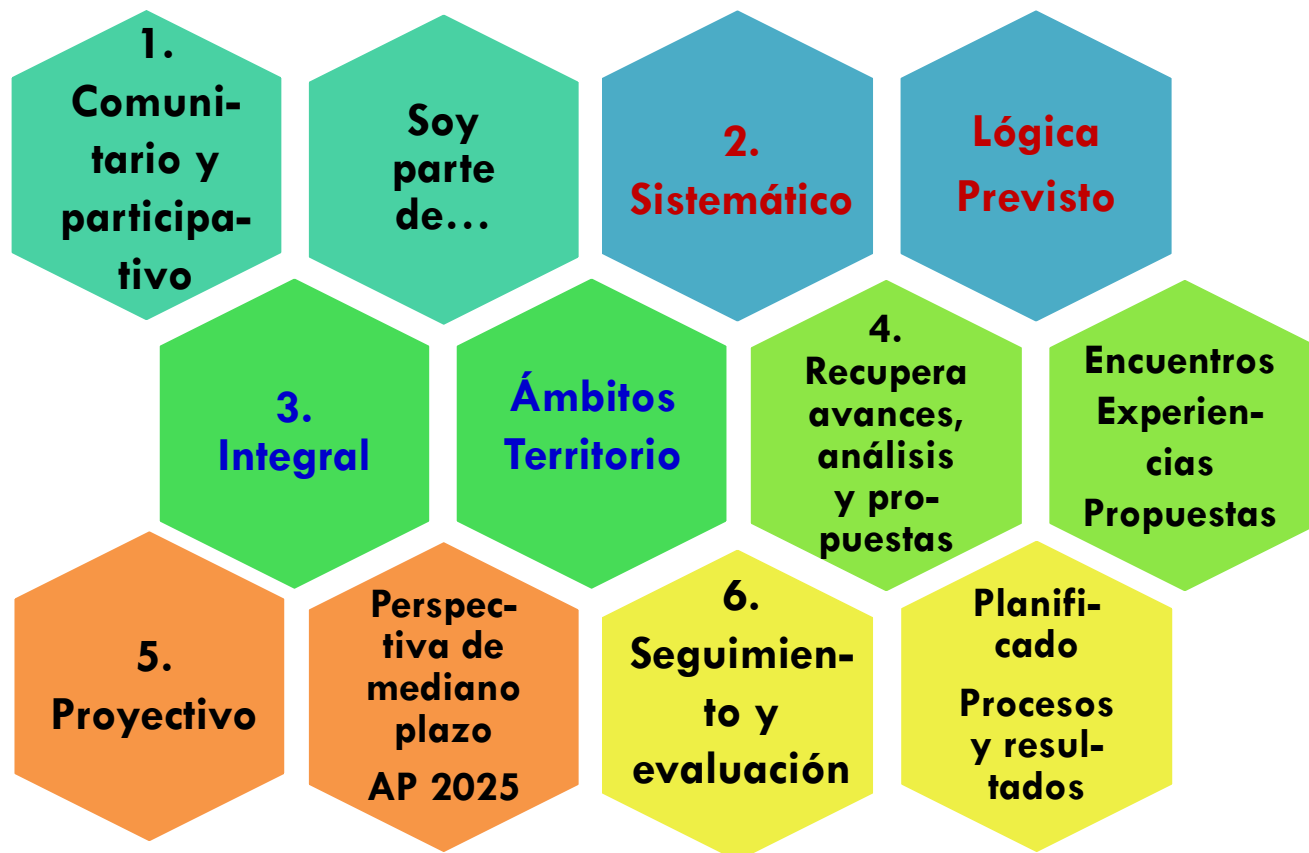 1.
Comuni-
tario y
participa-
tivo
Soy
parte
de...
2.
Sistemático
Lógica
Previsto
3.
Integral
Ámbitos
Territorio
4.
Recupera
avances,
análisis
y pro-
puestas
Encuentros
Experien-
cias
Propuestas
5.
Proyectivo
Perspec-
tiva de
mediano
plazo
AP 2025
6.
Seguimien-
to y
evaluación
Planifi-
cado
Procesos
y resul-
tados